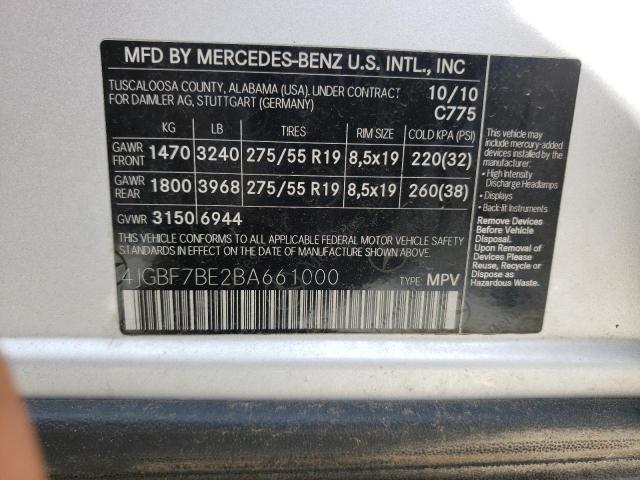 MFD BY MERCEDES-BENZ U.S. INTL., INC
TUSCALOOSA COUNTY, ALABAMA (USA). UNDER CONTRACT
FOR DAIMLER AG, STUTTGART (GERMANY)
10/10
C775
KG LB TIRES RIM SIZE COLD KPA (PSI)
GAWR FRONT 1470 3240 275/55 R19 8,5x19 220(32)
GAWR REAR 1800 3968 275/55 R19 8,5x19 260(38)
GVWR 3150 6944
THIS VEHICLE CONFORMS TO ALL APPLICABLE FEDERAL MOTOR VEHICLE SAFETY
STANDARDS IN EFFECT ON THE DATE OF MANUFACTURE SHOWN ABOVE.
4JGBF7BE2BA661000
TYPE: MPV
This vehicle may
include mercury-added
devices installed by the
manufacturer:
- High Intensity
Discharge Headlamps
- Displays
- Back-lit Instruments
Remove Devices
Before Vehicle
Disposal.
Upon Removal of
Devices Please
Reuse, Recycle or
Dispose as
Hazardous Waste.